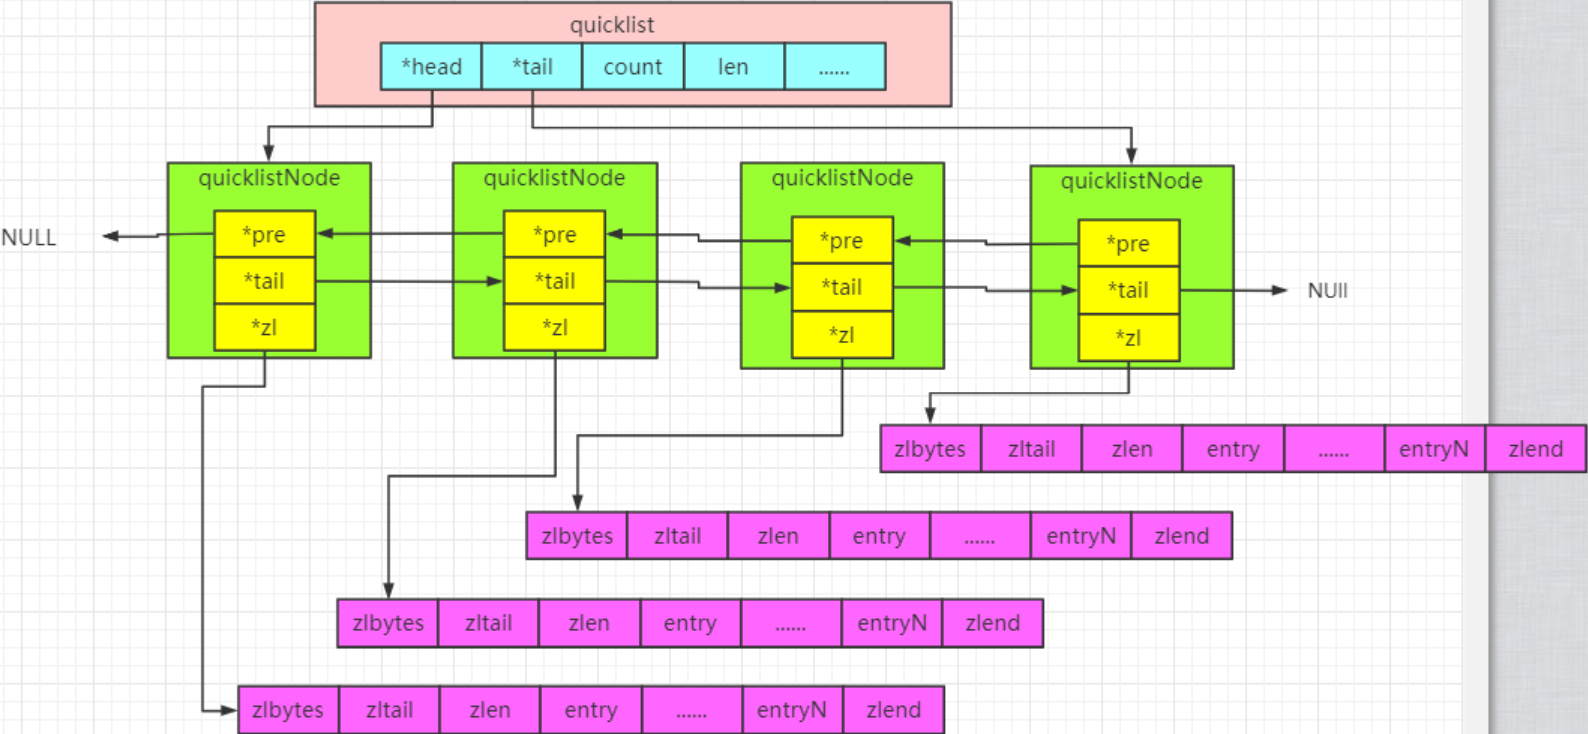 quicklist
*head *tail count len ......
quicklistNode quicklistNode quicklistNode quicklistNode
NULL *pre *pre *pre *pre
*tail *tail *tail *tail NUll
*zl *zl *zl *zl
zlbytes zltail zlen entry ...... entryN zlend
zlbytes zltail zlen entry ...... entryN zlend
zlbytes zltail zlen entry ...... entryN zlend
zlbytes zltail zlen entry ...... entryN zlend